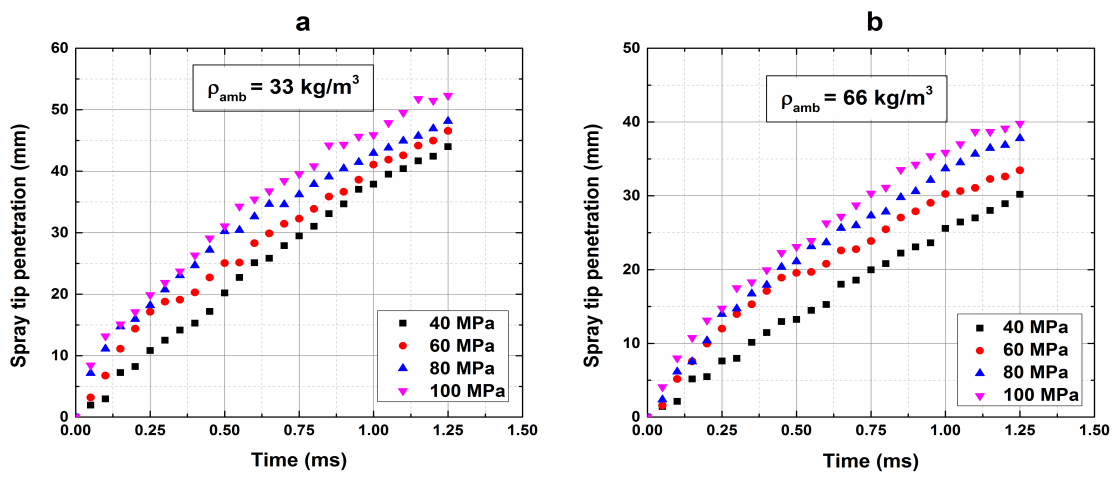 a
ρamb = 33 kg/m³
Spray tip penetration (mm)
60
50
40
30
20
10
0
0.00 0.25 0.50 0.75 1.00 1.25 1.50
Time (ms)
40 MPa
60 MPa
80 MPa
100 MPa
b
ρamb = 66 kg/m³
Spray tip penetration (mm)
50
40
30
20
10
0
0.00 0.25 0.50 0.75 1.00 1.25 1.50
Time (ms)
40 MPa
60 MPa
80 MPa
100 MPa